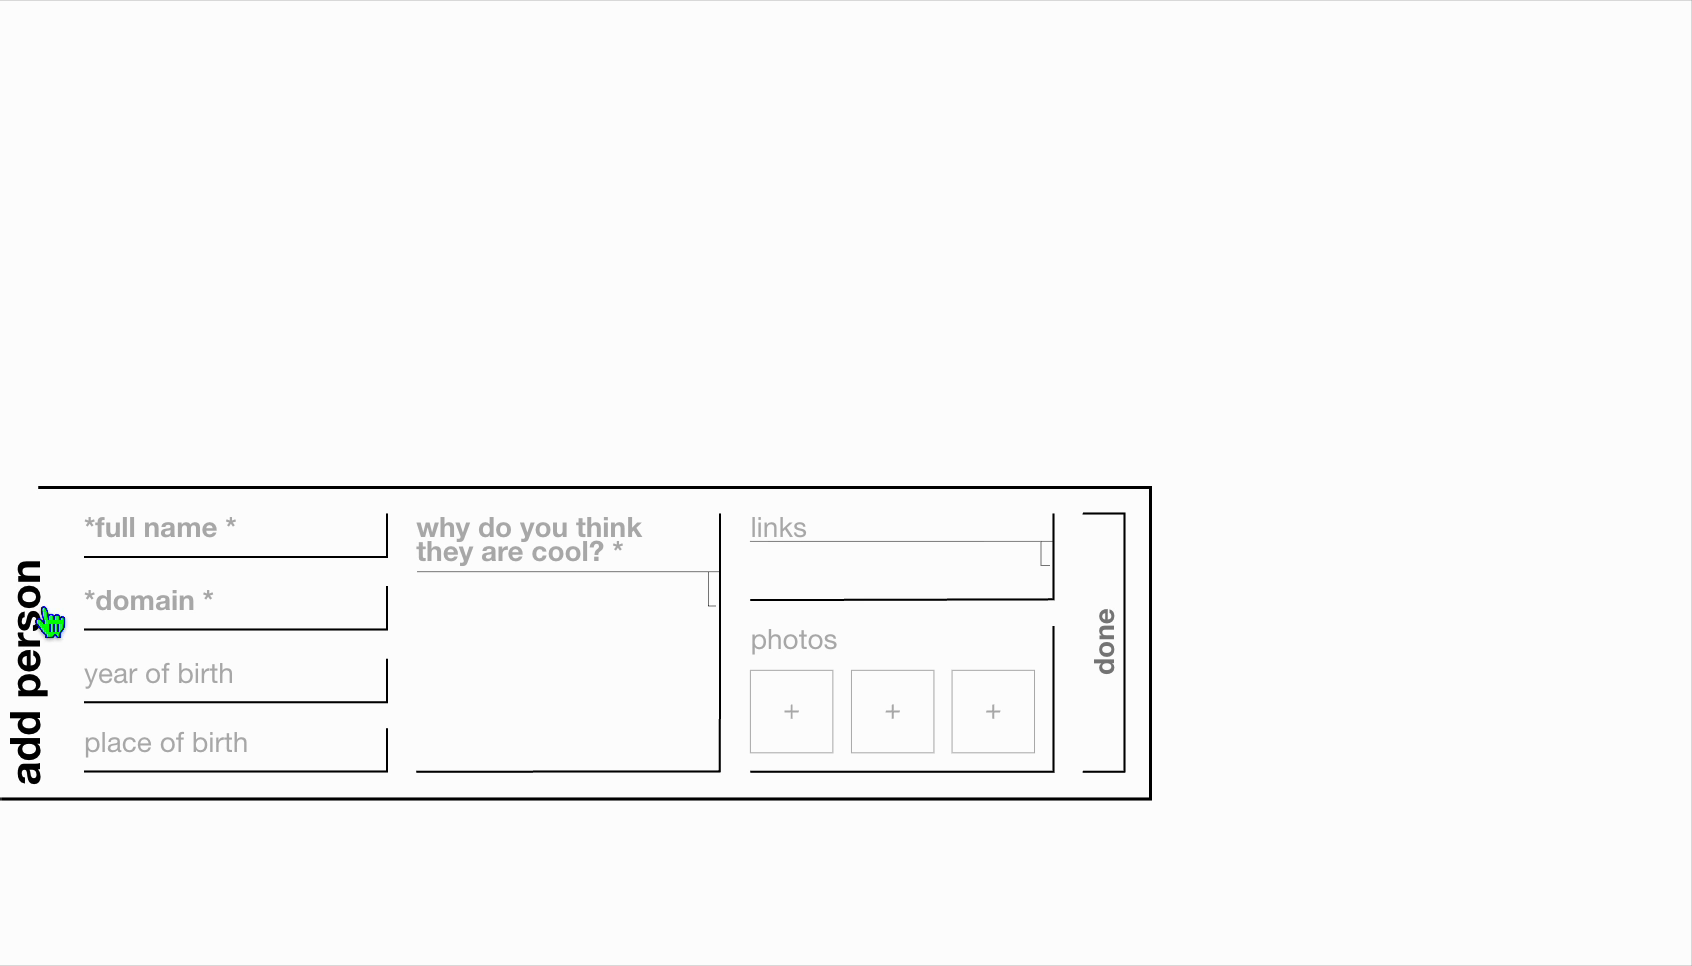 add person
*full name *
*domain *
year of birth
place of birth
why do you think
they are cool? *
links
photos
+ + +
done